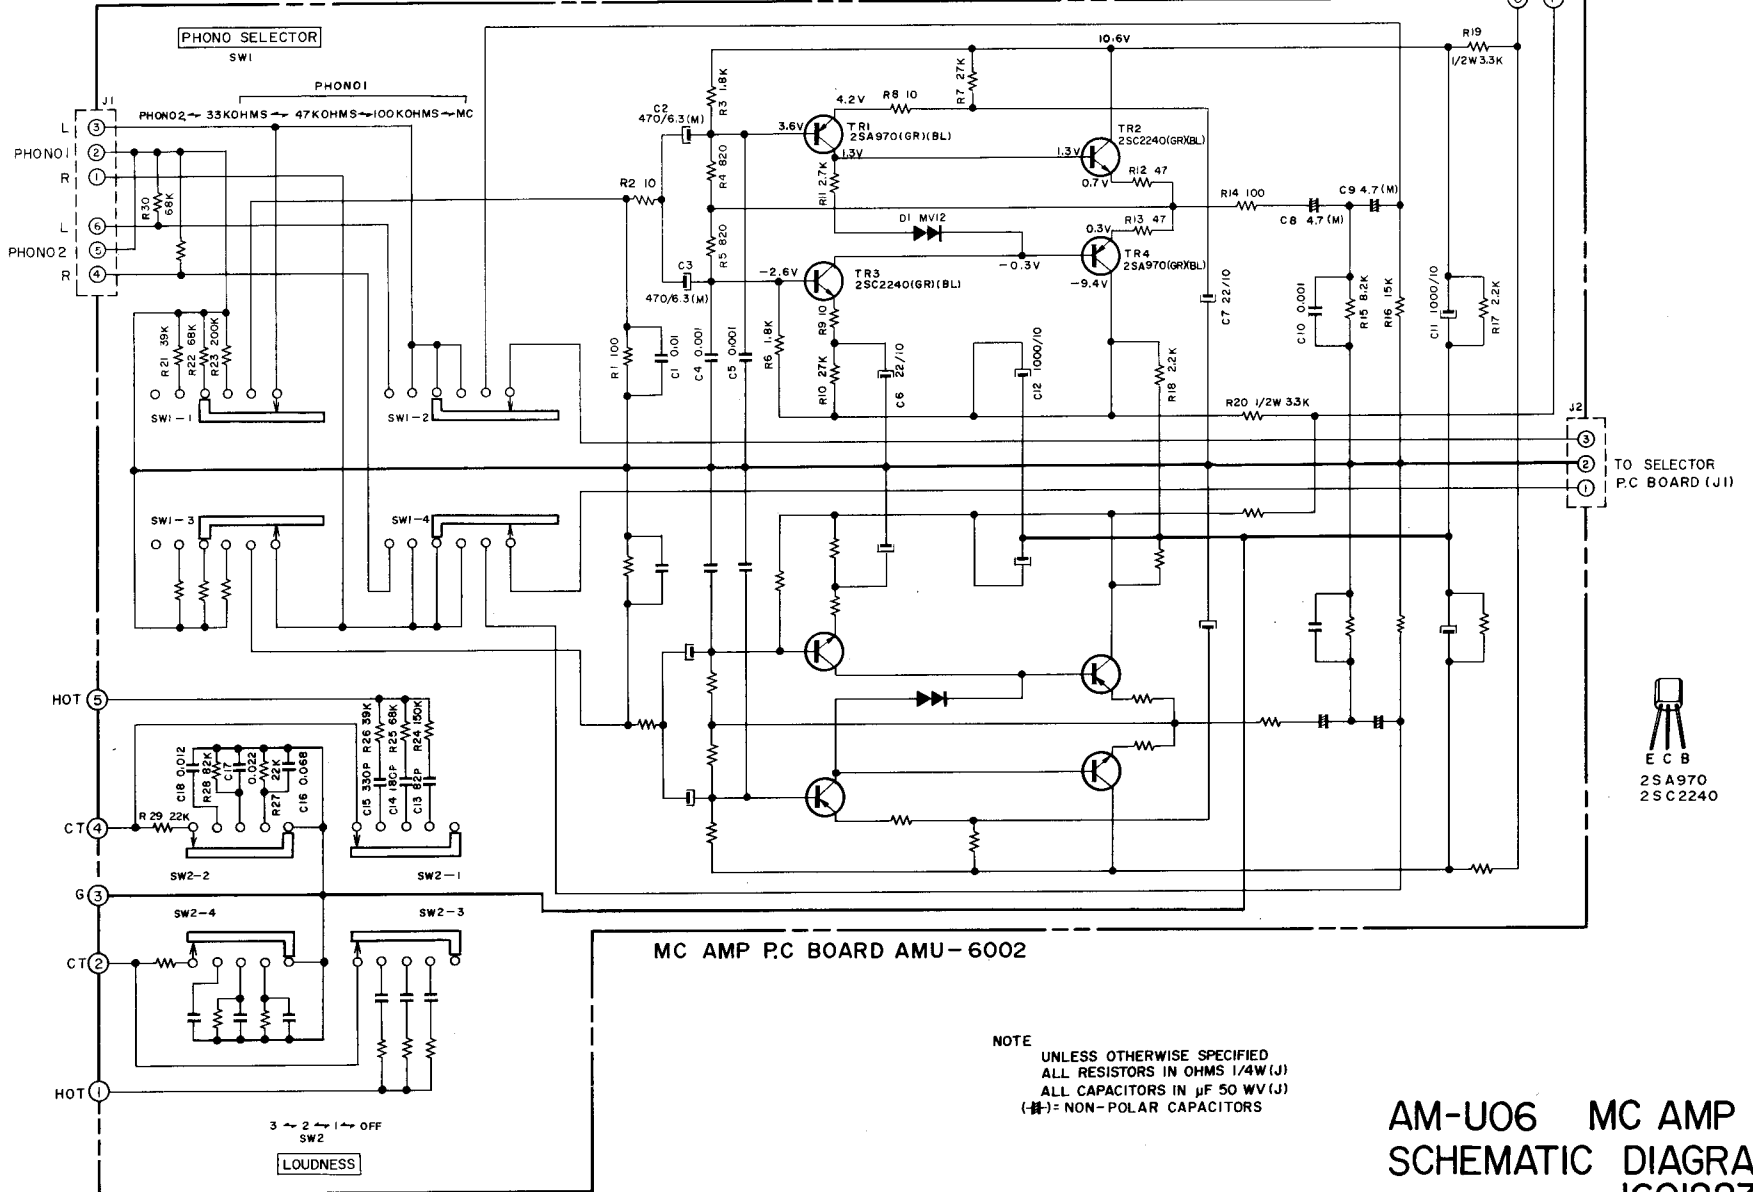 PHONO SELECTOR
SW1
PHONO1
PHONO2 33KOHMS 47KOHMS 100KOHMS MC
J1
L 3
PHONO1 2
R 1
L 6
PHONO2 5
R 4
R30 68K
R21 39K
R22 68K
R23 200K
SW1-1
SW1-2
SW1-3
SW1-4
R2 10
C2
470/6.3(M)
C3
470/6.3(M)
R1 100
C1 0.01
C4 0.001
C5 0.001
R3 1.8K
R4 820
R5 820
R6 1.8K
3.6V
4.2V
R8 10
R7 27K
TR1
2SA970(GR)(BL)
1.3V
R11 2.7K
D1 MV12
-2.6V
TR3
2SC2240(GR)(BL)
R9 10
R10 27K
C6 22/10
C12 1000/10
-0.3V
10.6V
TR2
2SC2240(GR)(BL)
1.3V
0.7V
R12 47
R13 47
0.3V
TR4
2SA970(GR)(BL)
-9.4V
R18 2.2K
C7 22/10
R14 100
C8 4.7(M)
C9 4.7(M)
C10 0.001
R15 8.2K
R16 15K
C11 1000/10
R17 2.2K
R19
1/2W 3.3K
R20 1/2W 3.3K
J2
3
2
1
TO SELECTOR
P.C BOARD (J1)
HOT 5
CT 4
G 3
CT 2
HOT 1
R29 22K
C18 0.012
R28 82K
C17
0.022
22K
R27
C16 0.068
C15 330P R26 39K
C14 180P R25 68K
C13 82P R24 150K
SW2-2
SW2-1
SW2-4
SW2-3
3 2 1 OFF
SW2
LOUDNESS
MC AMP P.C BOARD AMU-6002
E C B
2SA970
2SC2240
NOTE
UNLESS OTHERWISE SPECIFIED
ALL RESISTORS IN OHMS 1/4W(J)
ALL CAPACITORS IN µF 50 WV(J)
( )= NON-POLAR CAPACITORS
AM-U06 MC AMP
SCHEMATIC DIAGRA